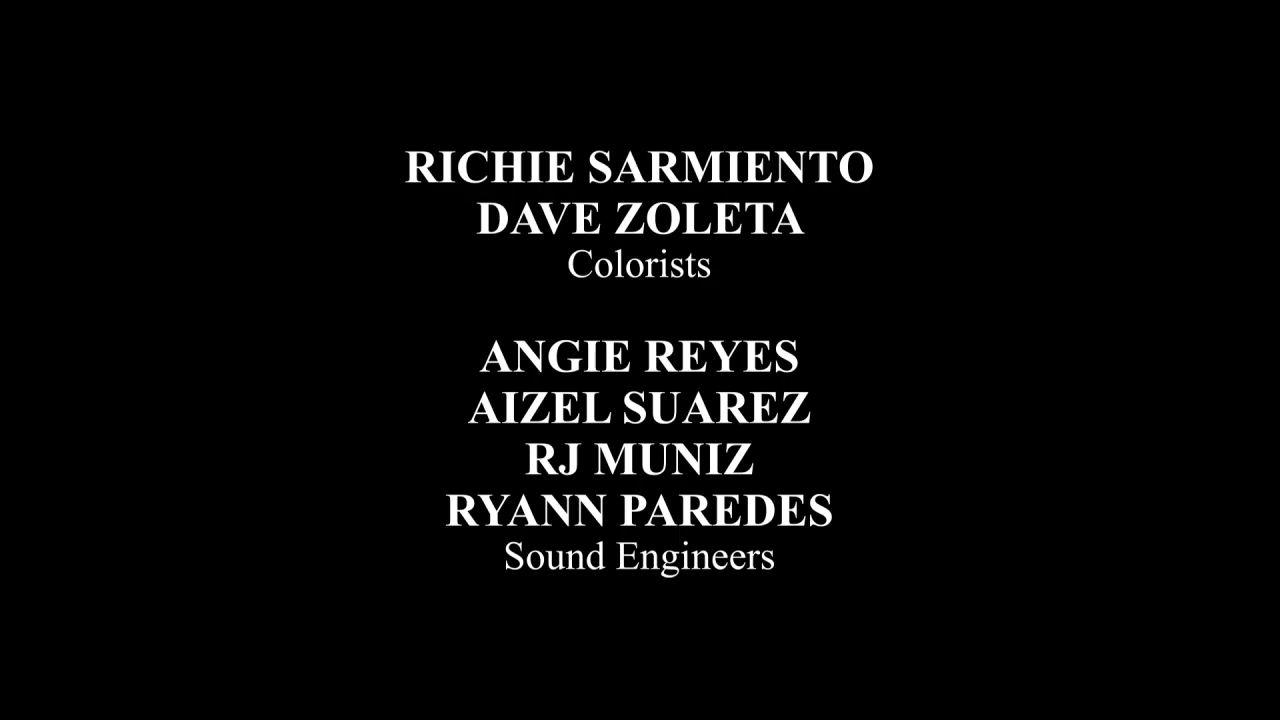 RICHIE SARMIENTO
DAVE ZOLETA
Colorists
ANGIE REYES
AIZEL SUAREZ
RJ MUNIZ
RYANN PAREDES
Sound Engineers